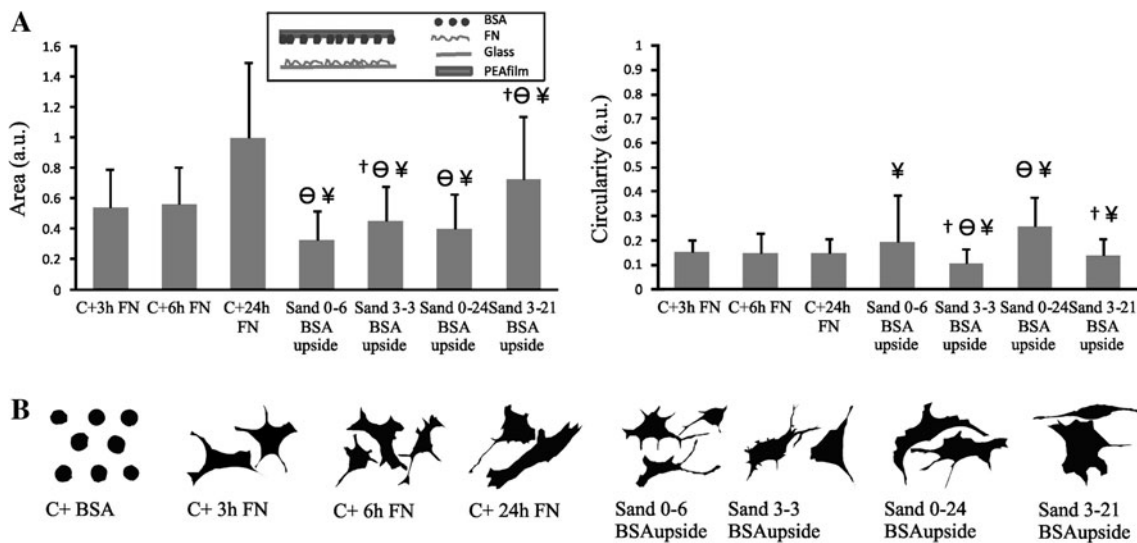 A
BSA
FN
Glass
PEAfilm
Area (a.u.)
1.6
1.4
1.2
1
0.8
0.6
0.4
0.2
0
† ϴ ¥
ϴ ¥
† ϴ ¥
ϴ ¥
C+3h FN
C+6h FN
C+24h
FN
Sand 0-6
BSA
upside
Sand 3-3
BSA
upside
Sand 0-24
BSA
upside
Sand 3-21
BSA
upside
Circularity (a.u.)
1
0.9
0.8
0.7
0.6
0.5
0.4
0.3
0.2
0.1
0
¥
† ϴ ¥
ϴ ¥
† ¥
C+3h FN
C+6h FN
C+24h
FN
Sand 0-6
BSA
upside
Sand 3-3
BSA
upside
Sand 0-24
BSA
upside
Sand 3-21
BSA
upside
B
C+ BSA
C+ 3h FN
C+ 6h FN
C+ 24h FN
Sand 0-6
BSAupside
Sand 3-3
BSAupside
Sand 0-24
BSAupside
Sand 3-21
BSAupside